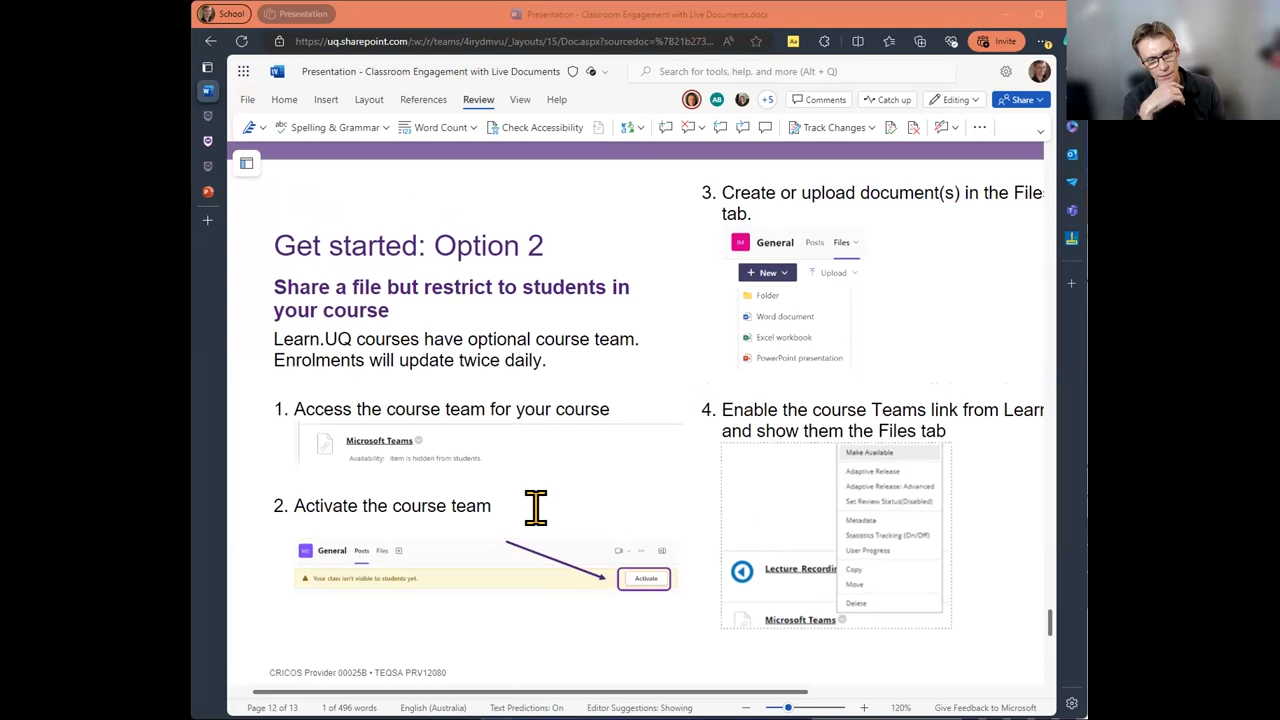 School
Presentation
Presentation - Classroom Engagement with Live Documents.docx
https://uq.sharepoint.com/:w:/r/teams/4irydmvu/_layouts/15/Doc.aspx?sourcedoc=%7B21b273...
Invite
Presentation - Classroom Engagement with Live Documents
Search for tools, help, and more (Alt + Q)
File Home Insert Layout References Review View Help
AB +5 Comments Catch up Editing Share
Spelling & Grammar Word Count Check Accessibility Track Changes
Get started: Option 2
Share a file but restrict to students in
your course
Learn.UQ courses have optional course team.
Enrolments will update twice daily.
1. Access the course team for your course
Microsoft Teams
Availability: Item is hidden from students.
2. Activate the course team
General Posts Files
Your class isn't visible to students yet.
Activate
3. Create or upload document(s) in the Files
tab.
IM General Posts Files
+ New Upload
Folder
Word document
Excel workbook
PowerPoint presentation
4. Enable the course Teams link from Learn
and show them the Files tab
Make Available
Adaptive Release
Adaptive Release: Advanced
Set Review Status(Disabled)
Metadata
Statistics Tracking (On/Off)
User Progress
Copy
Move
Delete
Lecture Recordin
Microsoft Teams
CRICOS Provider 00025B • TEQSA PRV12080
Page 12 of 13 1 of 496 words English (Australia) Text Predictions: On Editor Suggestions: Showing 120% Give Feedback to Microsoft